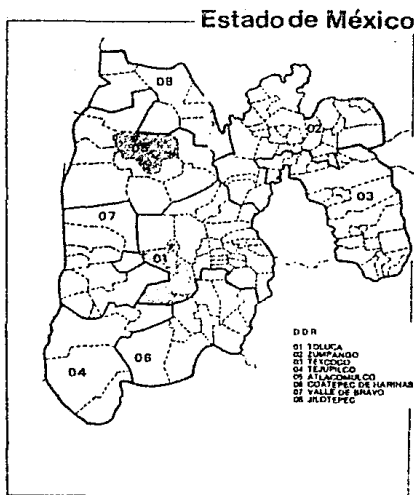 Estado de México
08
02
03
07
01
04
06
DDR
01 TOLUCA
02 ZUMPANGO
03 TEXCOCO
04 TEJUPILCO
05 ATLACOMULCO
06 COATEPEC DE HARINAS
07 VALLE DE BRAVO
08 JILOTEPEC